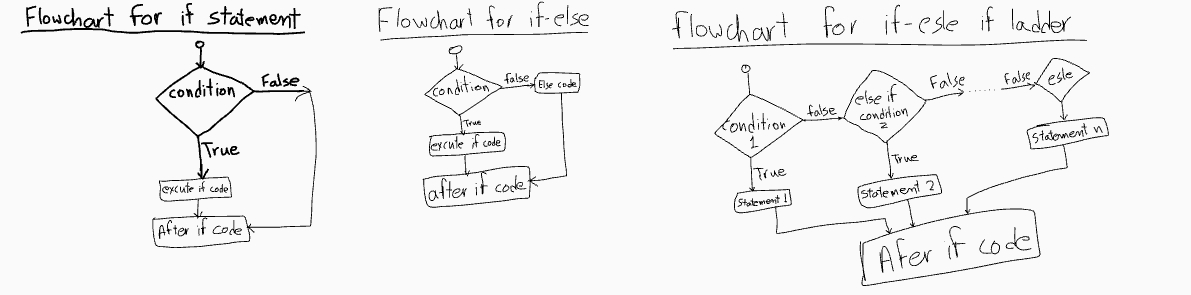 Flowchart for if statement
condition
False
True
excute if code
After if code
Flowchart for if-else
condition
false
Else code
True
excute if code
after if code
flowchart for if-esle if ladder
condition
1
false
else if
condition
2
False
False
esle
True
Statement 1
True
Statement 2
Statement n
Afer if code